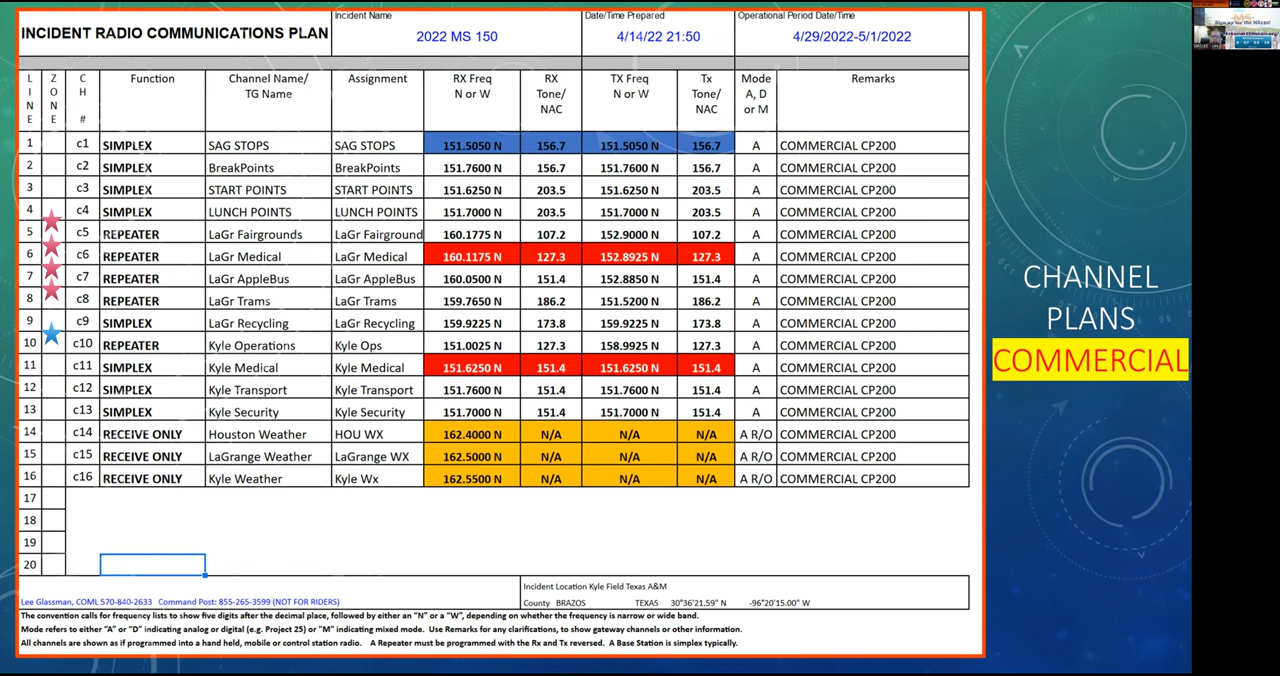 Incident Name Date/Time Prepared Operational Period Date/Time
INCIDENT RADIO COMMUNICATIONS PLAN 2022 MS 150 4/14/22 21:50 4/29/2022-5/1/2022
LINE ZONE CH # Function Channel Name/ TG Name Assignment RX Freq N or W RX Tone/ NAC TX Freq N or W Tx Tone/ NAC Mode A, D or M Remarks
1 c1 SIMPLEX SAG STOPS SAG STOPS 151.5050 N 156.7 151.5050 N 156.7 A COMMERCIAL CP200
2 c2 SIMPLEX BreakPoints BreakPoints 151.7600 N 156.7 151.7600 N 156.7 A COMMERCIAL CP200
3 c3 SIMPLEX START POINTS START POINTS 151.6250 N 203.5 151.6250 N 203.5 A COMMERCIAL CP200
4 c4 SIMPLEX LUNCH POINTS LUNCH POINTS 151.7000 N 203.5 151.7000 N 203.5 A COMMERCIAL CP200
5 c5 REPEATER LaGr Fairgrounds LaGr Fairground 160.1775 N 107.2 152.9000 N 107.2 A COMMERCIAL CP200
6 c6 REPEATER LaGr Medical LaGr Medical 160.1175 N 127.3 152.8925 N 127.3 A COMMERCIAL CP200
7 c7 REPEATER LaGr AppleBus LaGr AppleBus 160.0500 N 151.4 152.8850 N 151.4 A COMMERCIAL CP200
8 c8 REPEATER LaGr Trams LaGr Trams 159.7650 N 186.2 151.5200 N 186.2 A COMMERCIAL CP200
9 c9 SIMPLEX LaGr Recycling LaGr Recycling 159.9225 N 173.8 159.9225 N 173.8 A COMMERCIAL CP200
10 c10 REPEATER Kyle Operations Kyle Ops 151.0025 N 127.3 158.9925 N 127.3 A COMMERCIAL CP200
11 c11 SIMPLEX Kyle Medical Kyle Medical 151.6250 N 151.4 151.6250 N 151.4 A COMMERCIAL CP200
12 c12 SIMPLEX Kyle Transport Kyle Transport 151.7600 N 151.4 151.7600 N 151.4 A COMMERCIAL CP200
13 c13 SIMPLEX Kyle Security Kyle Security 151.7000 N 151.4 151.7000 N 151.4 A COMMERCIAL CP200
14 c14 RECEIVE ONLY Houston Weather HOU WX 162.4000 N N/A N/A N/A A R/O COMMERCIAL CP200
15 c15 RECEIVE ONLY LaGrange Weather LaGrange WX 162.5000 N N/A N/A N/A A R/O COMMERCIAL CP200
16 c16 RECEIVE ONLY Kyle Weather Kyle Wx 162.5500 N N/A N/A N/A A R/O COMMERCIAL CP200
17
18
19
20
Incident Location Kyle Field Texas A&M
Lee Glassman, COML 570-840-2633 Command Post: 855-265-3599 (NOT FOR RIDERS) County BRAZOS TEXAS 30°36'21.59" N -96°20'15.00" W
The convention calls for frequency lists to show five digits after the decimal place, followed by either an "N" or a "W", depending on whether the frequency is narrow or wide band.
Mode refers to either "A" or "D" indicating analog or digital (e.g. Project 25) or "M" indicating mixed mode. Use Remarks for any clarifications, to show gateway channels or other information.
All channels are shown as if programmed into a hand held, mobile or control station radio. A Repeater must be programmed with the Rx and Tx reversed. A Base Station is simplex typically.
CHANNEL
PLANS
COMMERCIAL